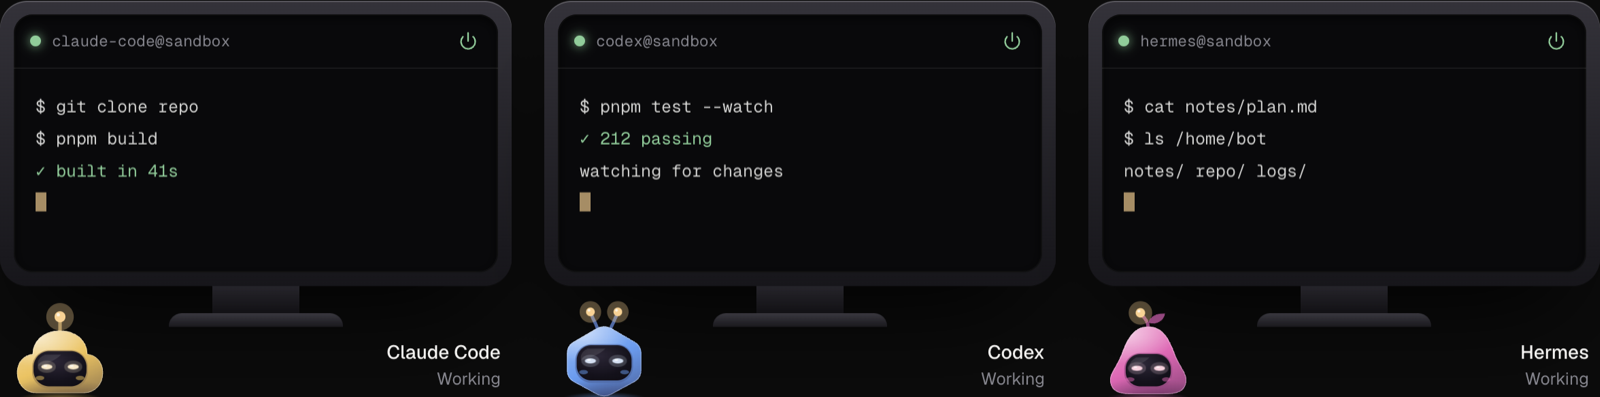 claude-code@sandbox
$ git clone repo
$ pnpm build
✓ built in 41s
Claude Code
Working
codex@sandbox
$ pnpm test --watch
✓ 212 passing
watching for changes
Codex
Working
hermes@sandbox
$ cat notes/plan.md
$ ls /home/bot
notes/ repo/ logs/
Hermes
Working